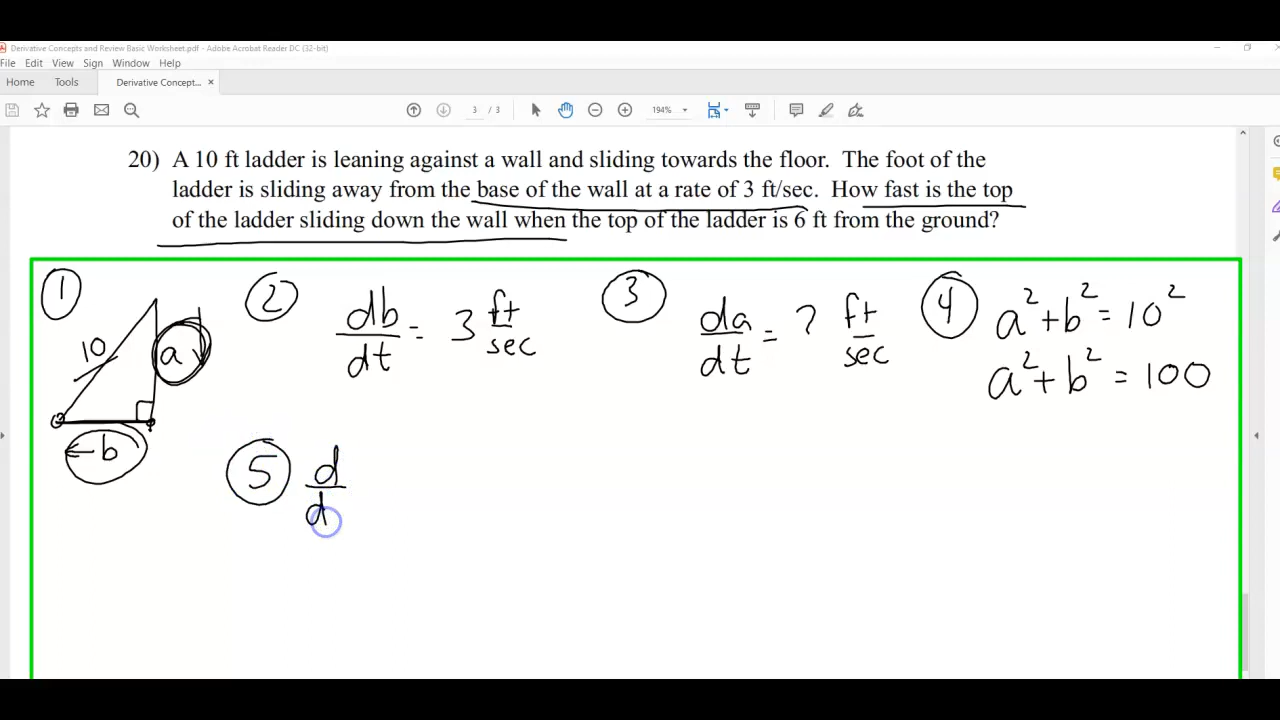 Derivative Concepts and Review Basic Worksheet.pdf - Adobe Acrobat Reader DC (32-bit)
File Edit View Sign Window Help
Home Tools Derivative Concept... ×
3 / 3 194%
20) A 10 ft ladder is leaning against a wall and sliding towards the floor. The foot of the
ladder is sliding away from the base of the wall at a rate of 3 ft/sec. How fast is the top
of the ladder sliding down the wall when the top of the ladder is 6 ft from the ground?
1
10
a
b
2
db/dt = 3 ft/sec
3
da/dt = ? ft/sec
4
a² + b² = 10²
a² + b² = 100
5
d/d